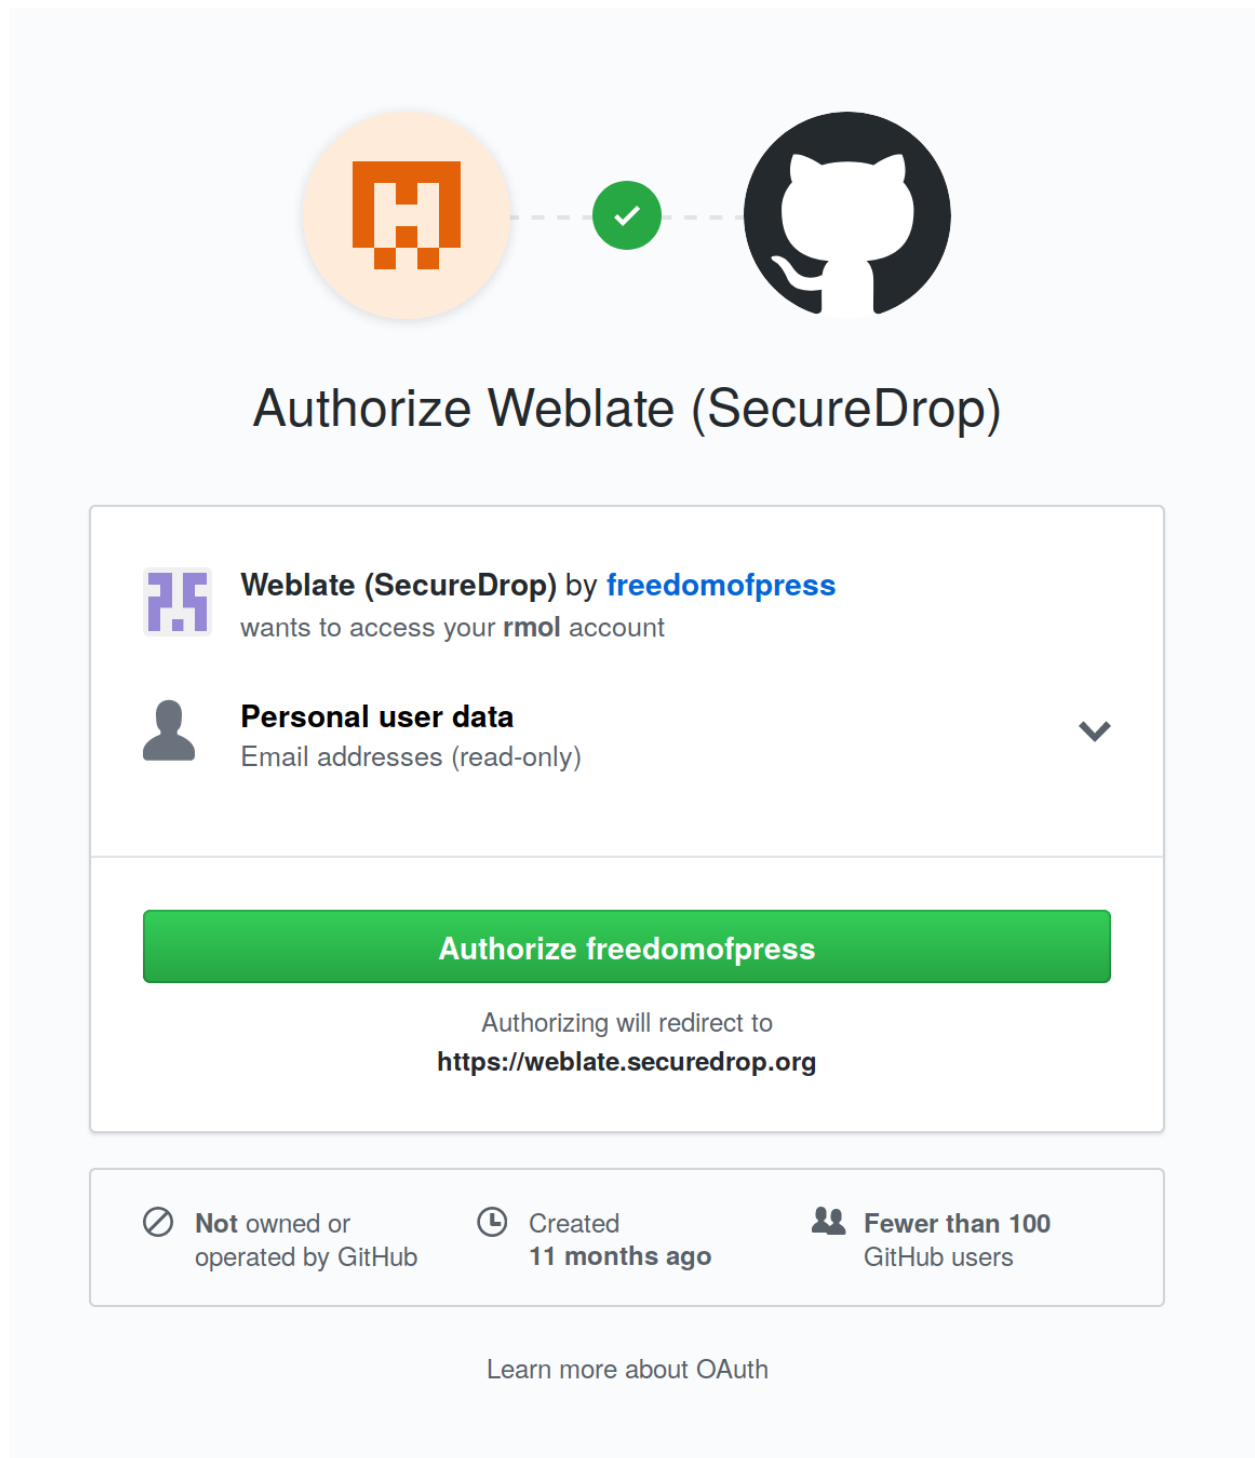 Authorize Weblate (SecureDrop)
Weblate (SecureDrop) by freedomofpress
wants to access your rmol account
Personal user data
Email addresses (read-only)
Authorize freedomofpress
Authorizing will redirect to
https://weblate.securedrop.org
Not owned or
operated by GitHub
Created
11 months ago
Fewer than 100
GitHub users
Learn more about OAuth